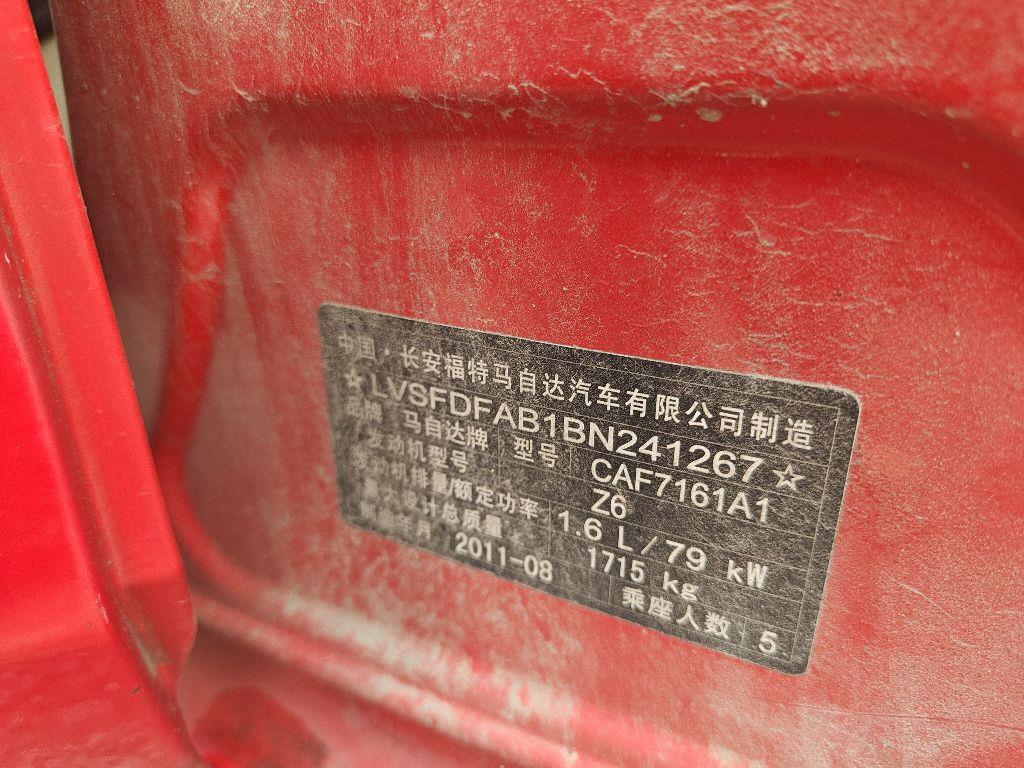 中国·长安福特马自达汽车有限公司制造
☆LVSFDFAB1BN241267☆
品牌 马自达牌 型号 CAF7161A1
发动机型号 Z6
发动机排量/额定功率 1.6 L/79 kW
最大设计总质量 1715 kg
制造年月 2011-08 乘座人数 5